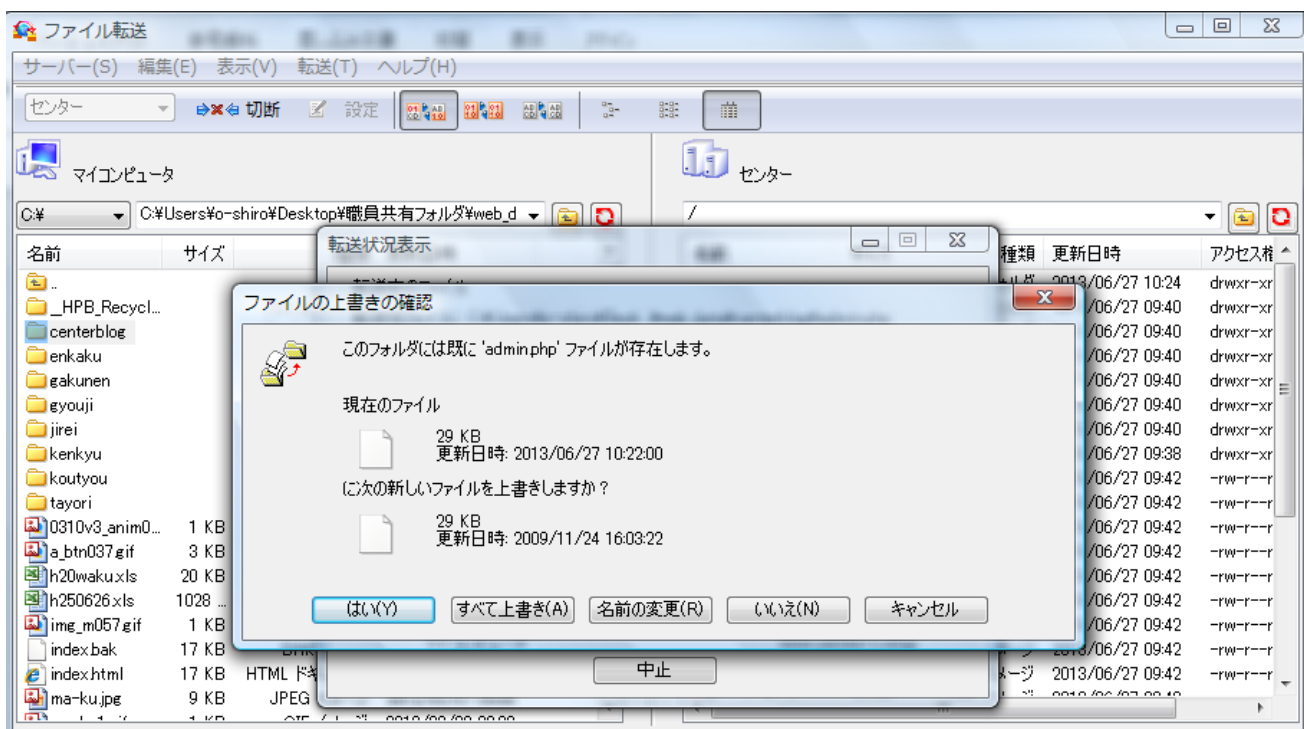 ファイル転送
サーバー(S) 編集(E) 表示(V) 転送(T) ヘルプ(H)
センター 切断 設定
マイコンピュータ
センター
C:¥ C:¥Users¥o-shiro¥Desktop¥職員共有フォルダ¥web_d
/
名前 サイズ
種類 更新日時 アクセス権
転送状況表示
ファイルの上書きの確認
このフォルダには既に 'admin.php' ファイルが存在します。
現在のファイル
29 KB
更新日時: 2013/06/27 10:22:00
に次の新しいファイルを上書きしますか?
29 KB
更新日時: 2009/11/24 16:03:22
はい(Y) すべて上書き(A) 名前の変更(R) いいえ(N) キャンセル
中止
..
_HPB_Recycl...
centerblog
enkaku
gakunen
gyouji
jirei
kenkyu
koutyou
tayori
0310v3_anim0... 1 KB
a_btn037.gif 3 KB
h20waku.xls 20 KB
h250626.xls 1028 ...
img_m057.gif 1 KB
index.bak 17 KB
index.html 17 KB HTML ドキ
ma-ku.jpg 9 KB JPEG
2013/06/27 10:24 drwxr-xr
/06/27 09:40 drwxr-xr
/06/27 09:40 drwxr-xr
/06/27 09:40 drwxr-xr
/06/27 09:40 drwxr-xr
/06/27 09:40 drwxr-xr
/06/27 09:40 drwxr-xr
/06/27 09:38 drwxr-xr
/06/27 09:42 -rw-r--r
/06/27 09:42 -rw-r--r
/06/27 09:42 -rw-r--r
/06/27 09:42 -rw-r--r
/06/27 09:42 -rw-r--r
/06/27 09:42 -rw-r--r
/06/27 09:42 -rw-r--r
/06/27 09:42 -rw-r--r
メージ 2013/06/27 09:42 -rw-r--r